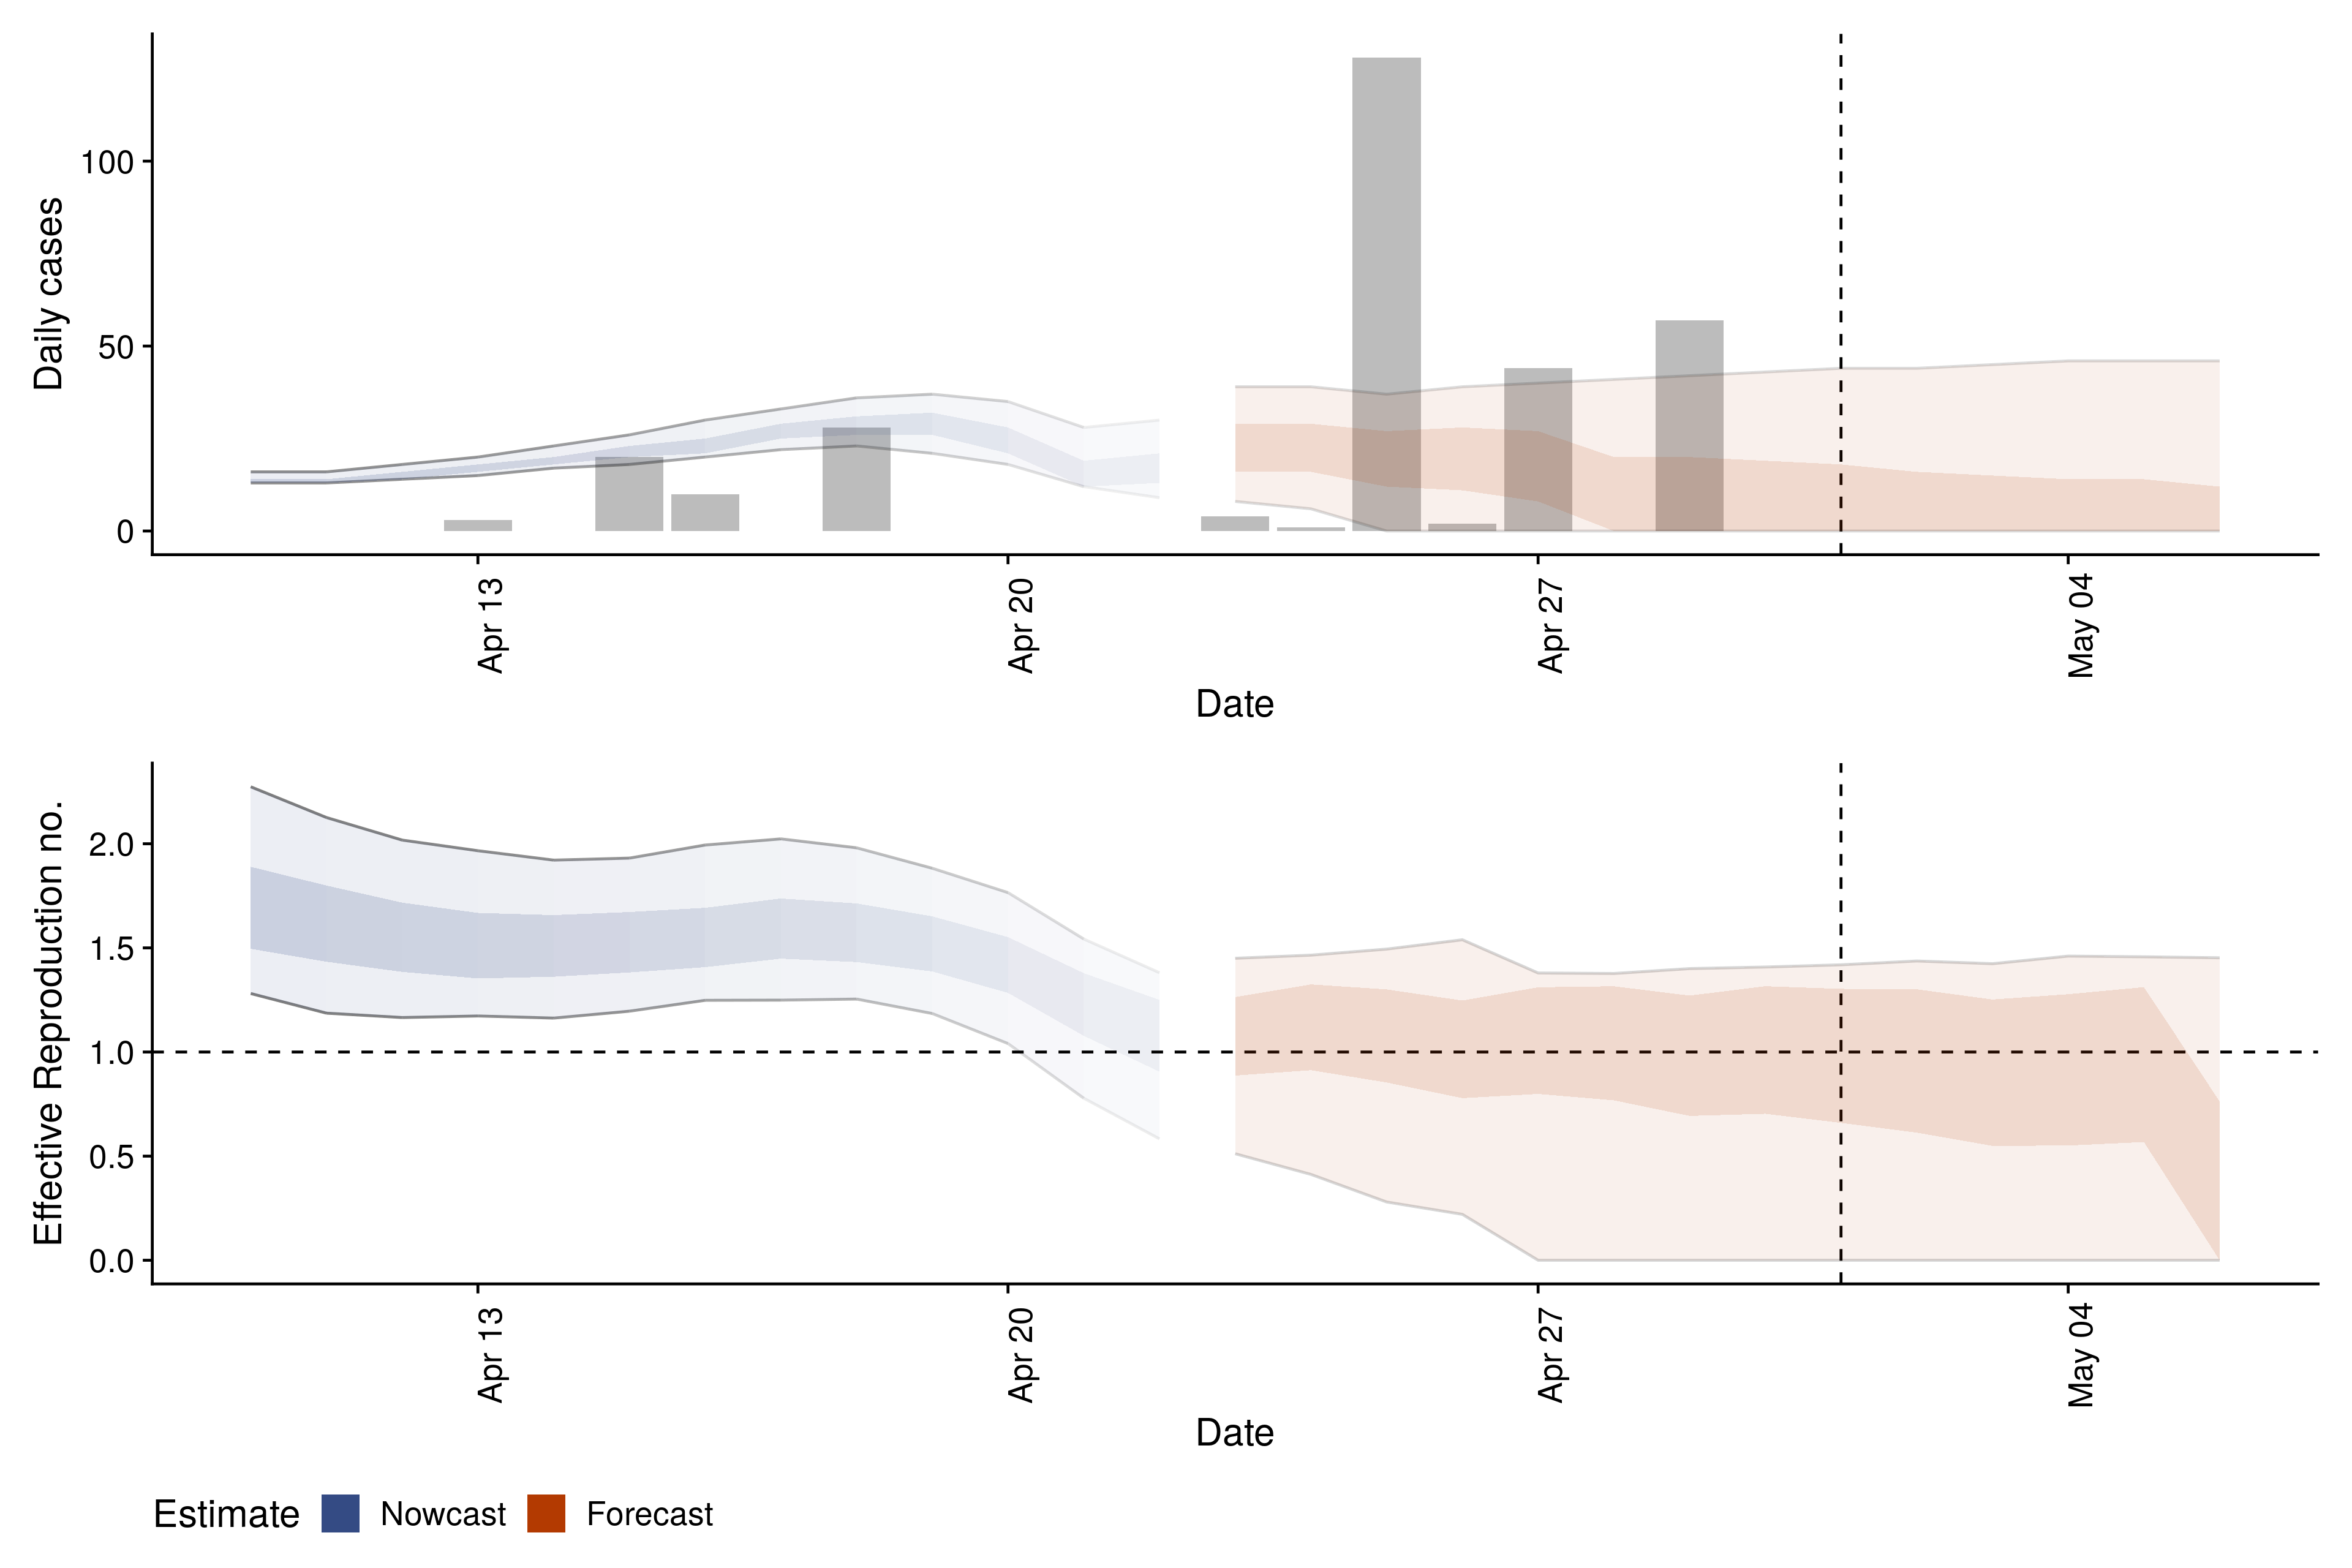 Daily cases
100
50
0
Apr 13
Apr 20
Apr 27
May 04
Date
Effective Reproduction no.
2.0
1.5
1.0
0.5
0.0
Apr 13
Apr 20
Apr 27
May 04
Date
Estimate Nowcast Forecast